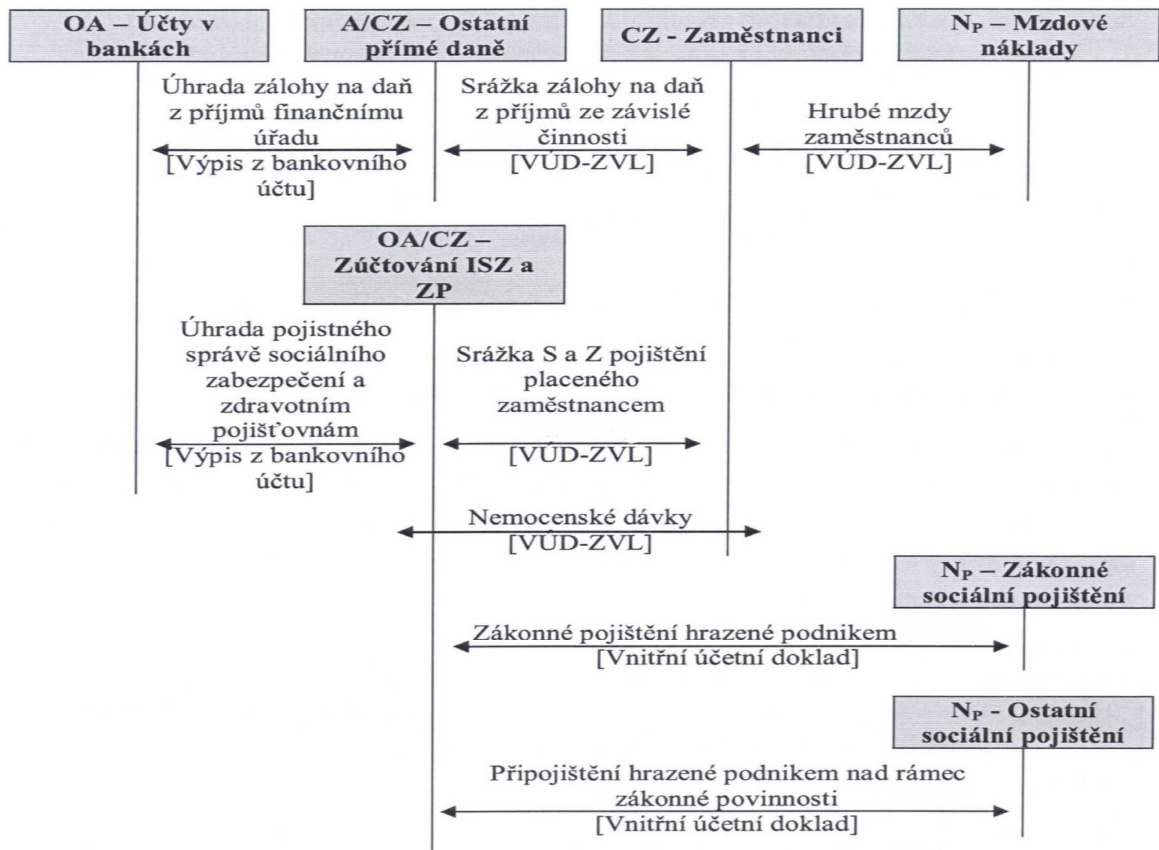 OA – Účty v
bankách
A/CZ – Ostatní
přímé daně
CZ - Zaměstnanci
NP – Mzdové
náklady
Úhrada zálohy na daň
z příjmů finančnímu
úřadu
[Výpis z bankovního
účtu]
Srážka zálohy na daň
z příjmů ze závislé
činnosti
[VÚD-ZVL]
Hrubé mzdy
zaměstnanců
[VÚD-ZVL]
OA/CZ –
Zúčtování ISZ a
ZP
Úhrada pojistného
správě sociálního
zabezpečení a
zdravotním
pojišťovnám
[Výpis z bankovního
účtu]
Srážka S a Z pojištění
placeného
zaměstnancem
[VÚD-ZVL]
Nemocenské dávky
[VÚD-ZVL]
NP – Zákonné
sociální pojištění
Zákonné pojištění hrazené podnikem
[Vnitřní účetní doklad]
NP - Ostatní
sociální pojištění
Připojištění hrazené podnikem nad rámec
zákonné povinnosti
[Vnitřní účetní doklad]